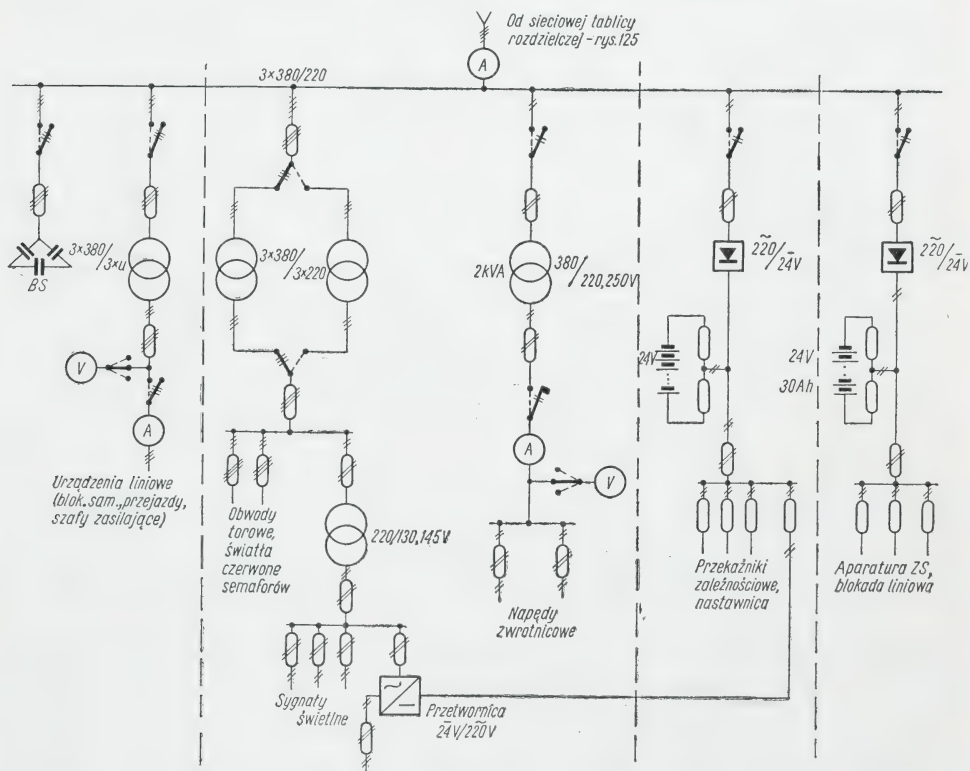 Od sieciowej tablicy
rozdzielczej – rys. 125
A
3×380/220
3×380/
3×u
BS
V
A
Urządzenia liniowe
(blok. sam., przejazdy,
szafy zasilające)
3×380/
3×220
Obwody
torowe,
światła
czerwone
semaforów
220/130,145V
Sygnały
świetlne
Przetwornica
24V/220V
2kVA
380/
220,250V
A
V
Napędy
zwrotnicowe
220/24V
24V
Przekaźniki
zależnościowe,
nastawnica
220/24V
24V
30Ah
Aparatura ZS,
blokada liniowa